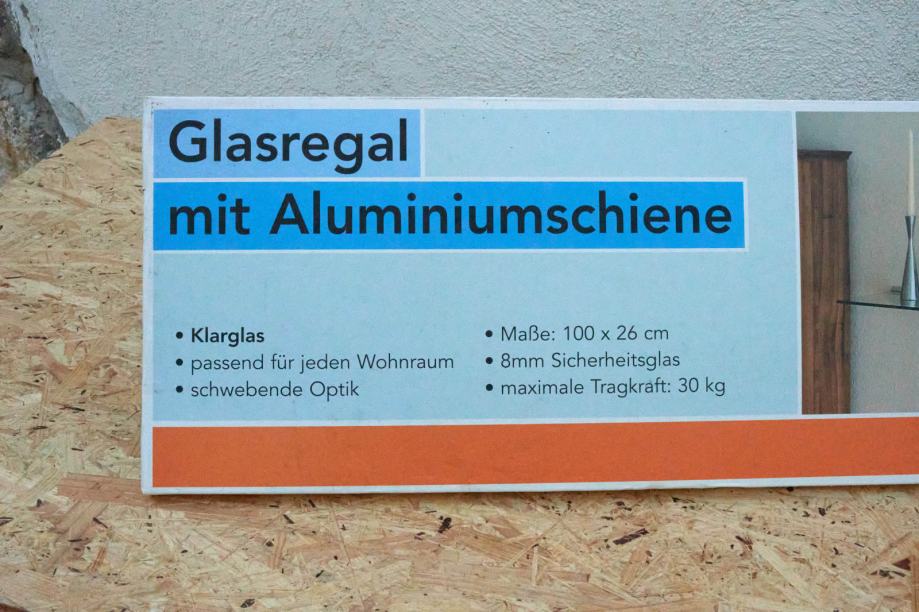 Glasregal
mit Aluminiumschiene
• Klarglas
• passend für jeden Wohnraum
• schwebende Optik
• Maße: 100 x 26 cm
• 8mm Sicherheitsglas
• maximale Tragkraft: 30 kg